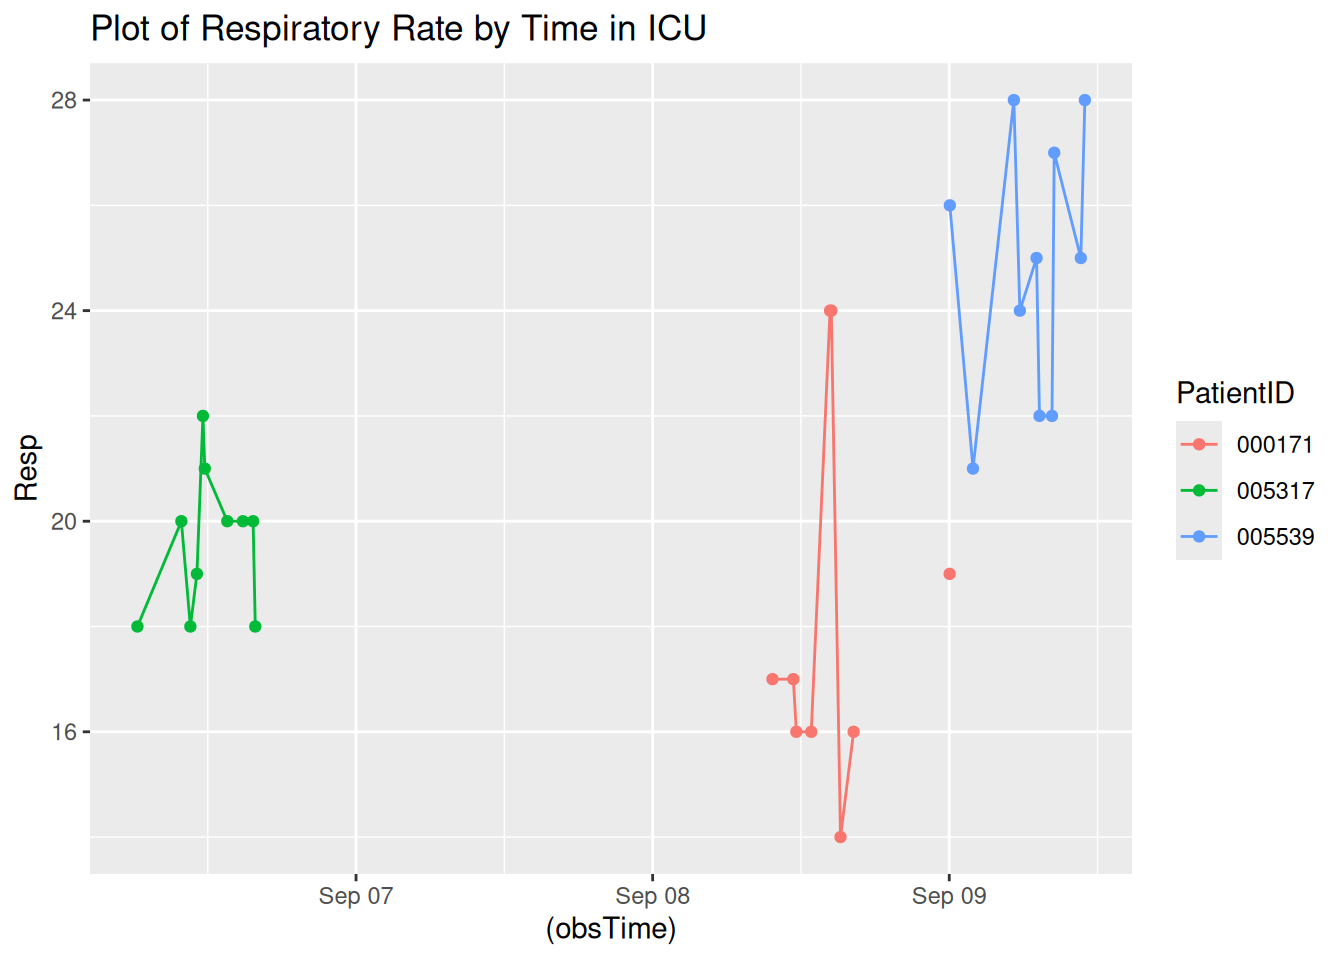 Plot of Respiratory Rate by Time in ICU
28
24
20
16
Resp
Sep 07
Sep 08
Sep 09
(obsTime)
PatientID
000171
005317
005539